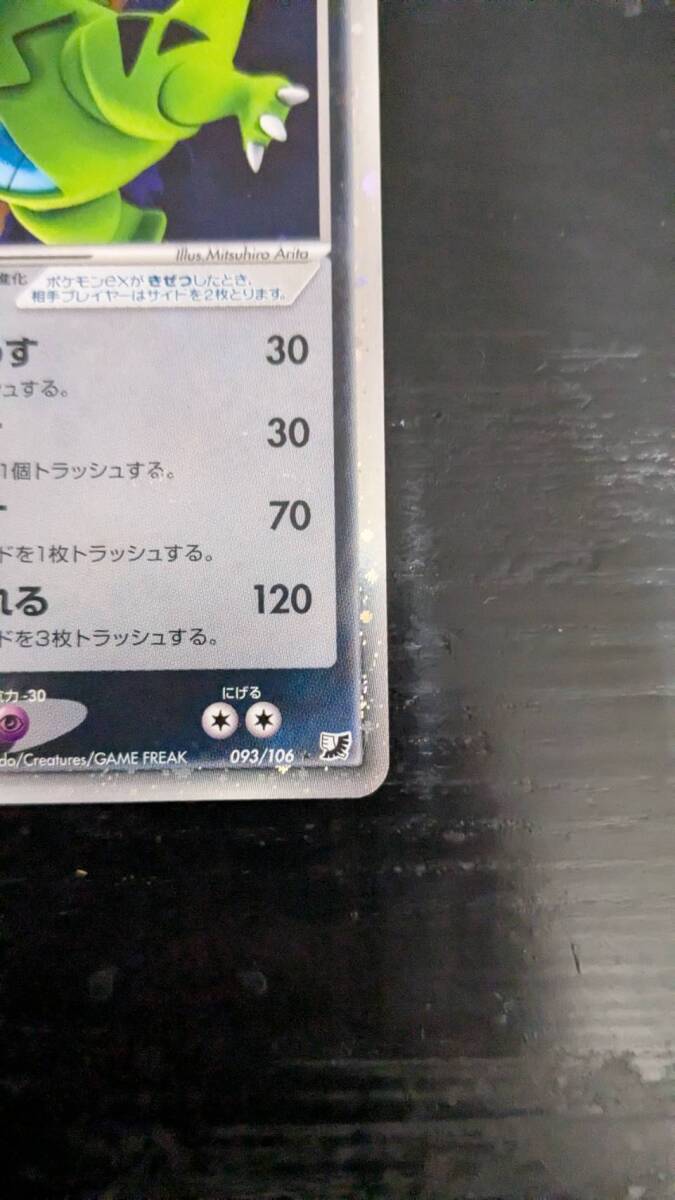 Illus. Mitsuhiro Arita
進化
ポケモンexがきぜつしたとき、
相手プレイヤーはサイドを2枚とります。
す 30
ュする。
30
1個トラッシュする。
70
ドを1枚トラッシュする。
れる 120
ドを3枚トラッシュする。
力 -30
にげる
do/Creatures/GAME FREAK 093/106